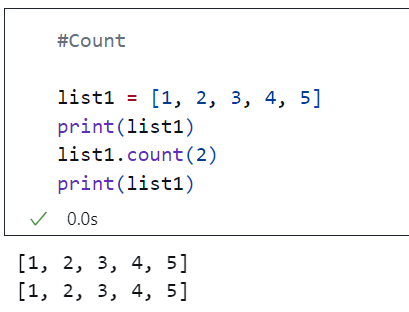 #Count
list1 = [1, 2, 3, 4, 5]
print(list1)
list1.count(2)
print(list1)
✓ 0.0s
[1, 2, 3, 4, 5]
[1, 2, 3, 4, 5]